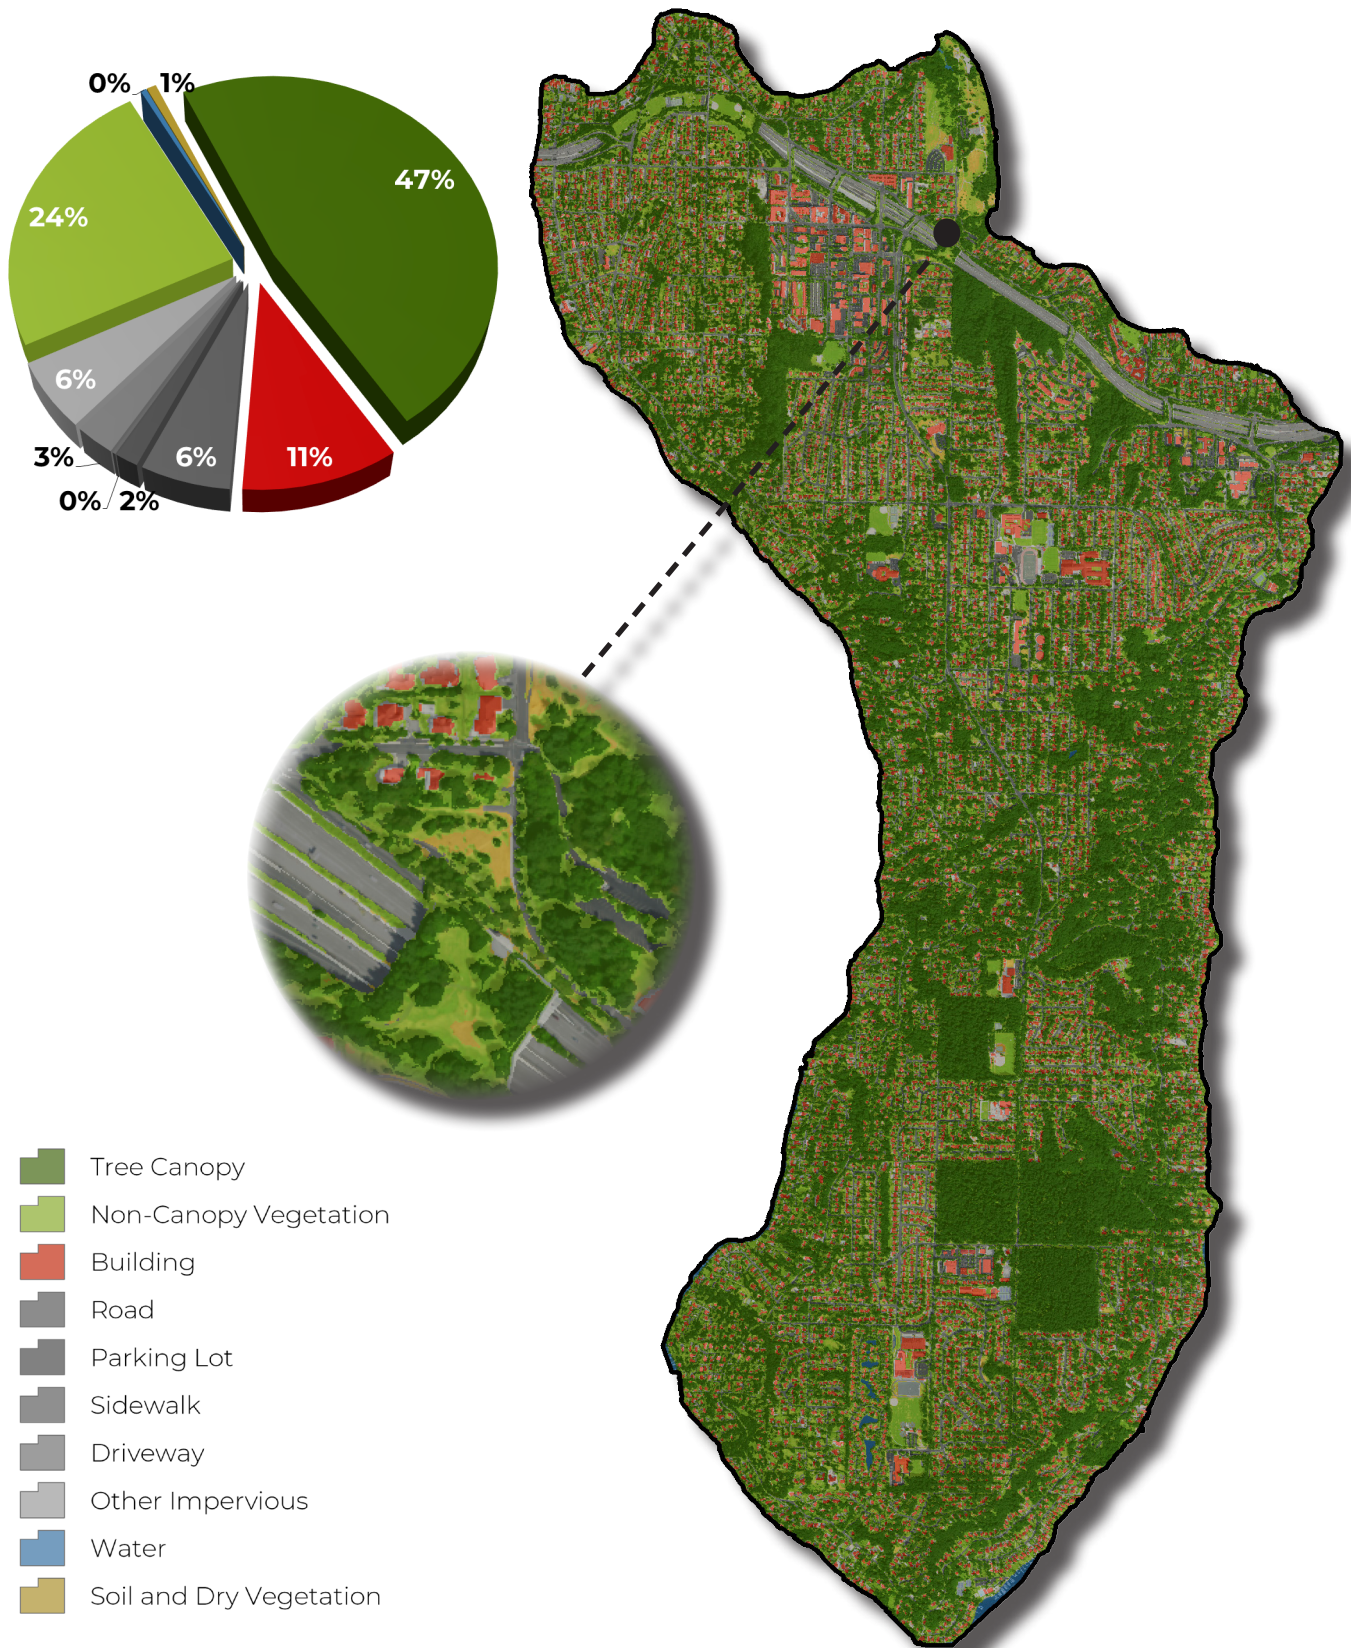 0%
1%
47%
24%
6%
3%
0%
2%
6%
11%
Tree Canopy
Non-Canopy Vegetation
Building
Road
Parking Lot
Sidewalk
Driveway
Other Impervious
Water
Soil and Dry Vegetation